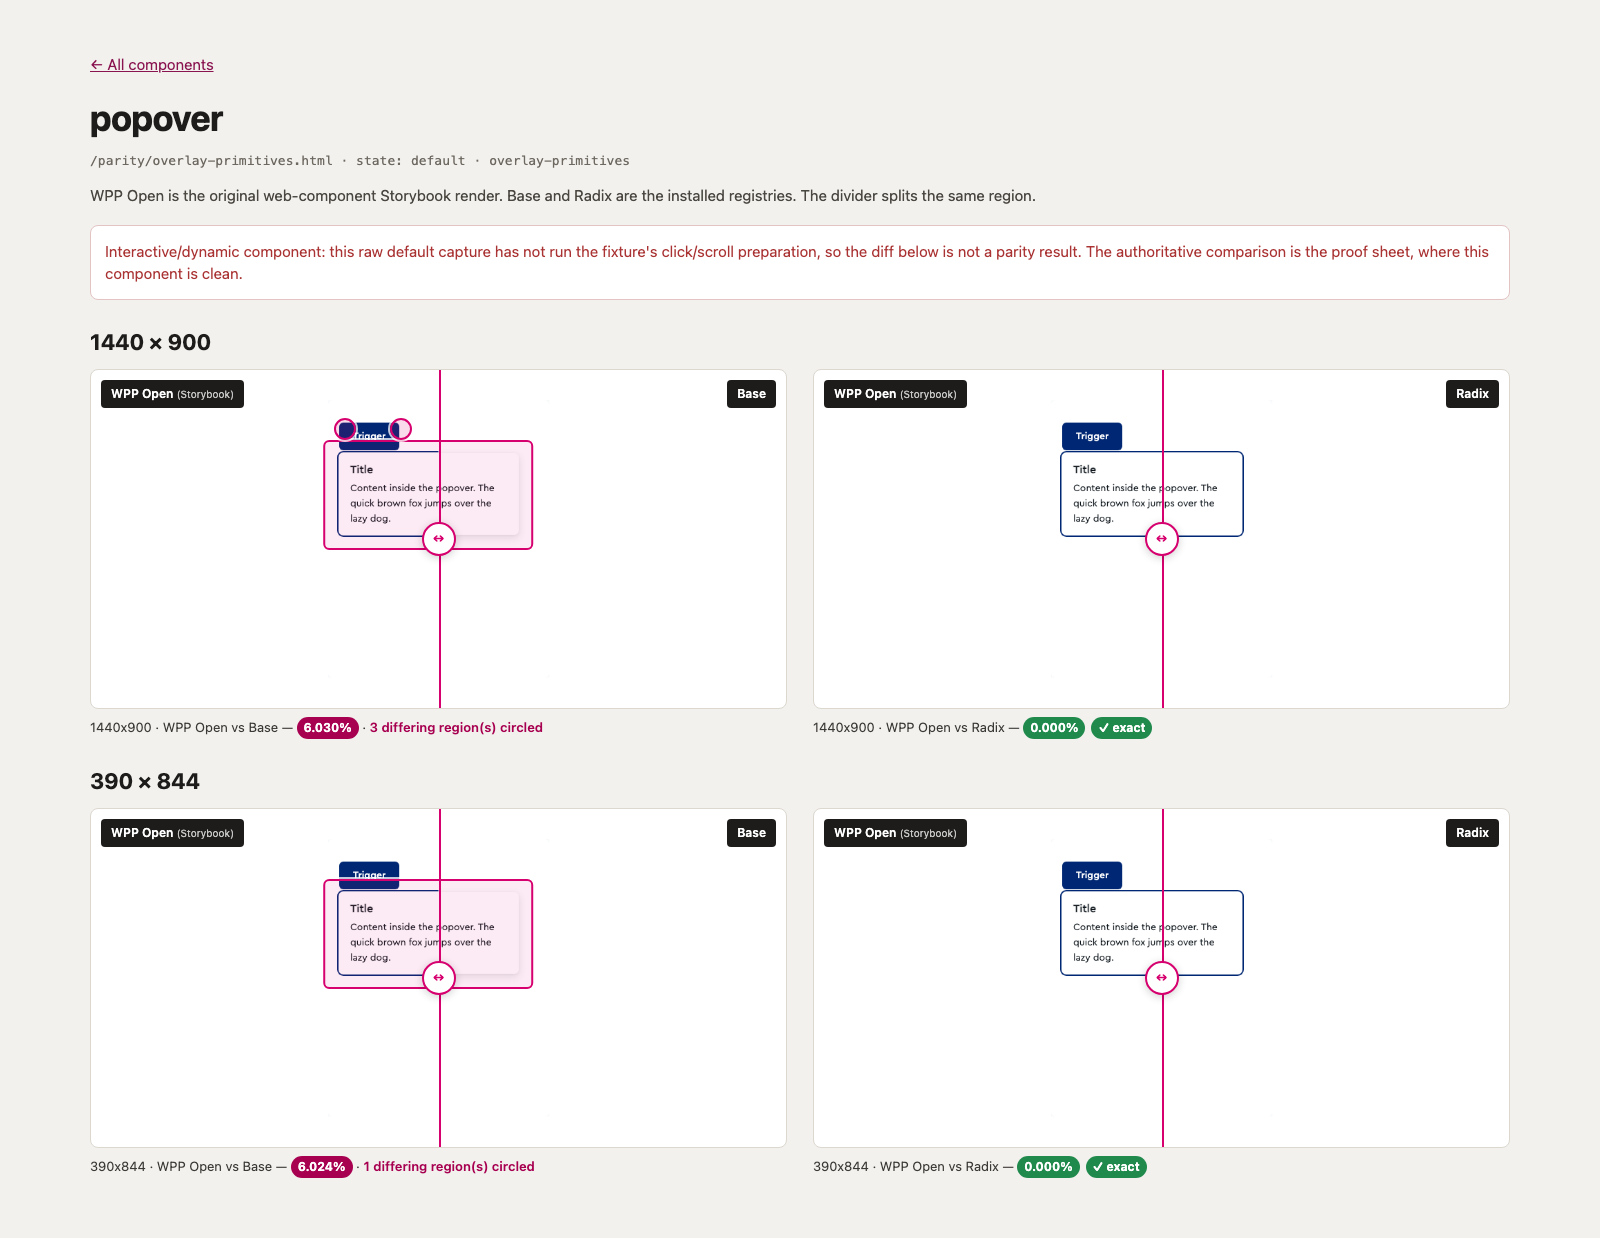 ← All components
popover
/parity/overlay-primitives.html · state: default · overlay-primitives
WPP Open is the original web-component Storybook render. Base and Radix are the installed registries. The divider splits the same region.
Interactive/dynamic component: this raw default capture has not run the fixture's click/scroll preparation, so the diff below is not a parity result. The authoritative comparison is the proof sheet, where this
component is clean.
1440 × 900
WPP Open (Storybook)
Base
Trigger
Title
Content inside the popover. The
quick brown fox jumps over the
lazy dog.
1440x900 · WPP Open vs Base — 6.030% · 3 differing region(s) circled
WPP Open (Storybook)
Radix
Trigger
Title
Content inside the popover. The
quick brown fox jumps over the
lazy dog.
1440x900 · WPP Open vs Radix — 0.000% ✓ exact
390 × 844
WPP Open (Storybook)
Base
Trigger
Title
Content inside the popover. The
quick brown fox jumps over the
lazy dog.
390x844 · WPP Open vs Base — 6.024% · 1 differing region(s) circled
WPP Open (Storybook)
Radix
Trigger
Title
Content inside the popover. The
quick brown fox jumps over the
lazy dog.
390x844 · WPP Open vs Radix — 0.000% ✓ exact